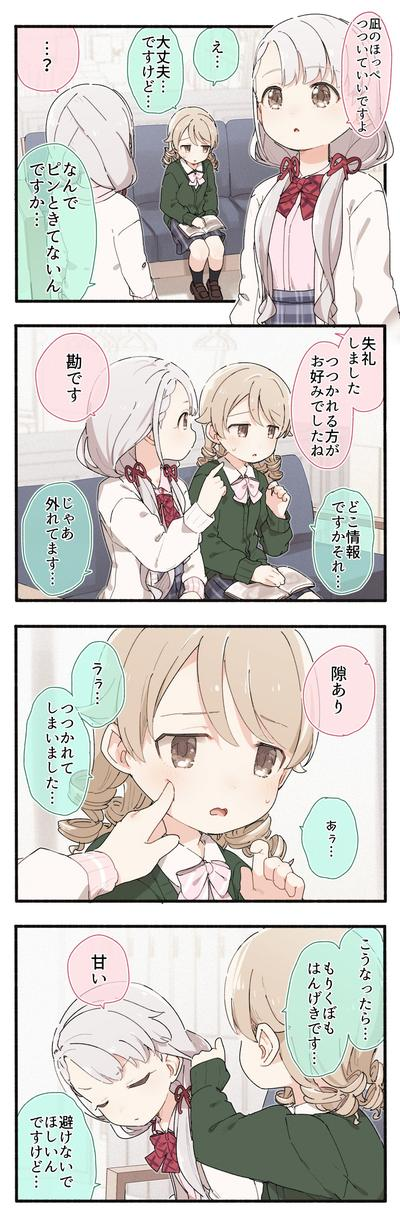 凪のほっぺ
つついていいですよ
え…
大丈夫…
ですけど…
…?
なんで
ピンときてないん
ですか…
失礼
しました
つつかれる方が
お好みでしたね
どこ情報
ですかそれ…
勘です
じゃあ
外れてます…
隙あり
あぅ…
うぅ…
つつかれて
しまいました…
こうなったら…
もりくぼも
はんげきです…
甘い
避けないで
ほしいん
ですけど…